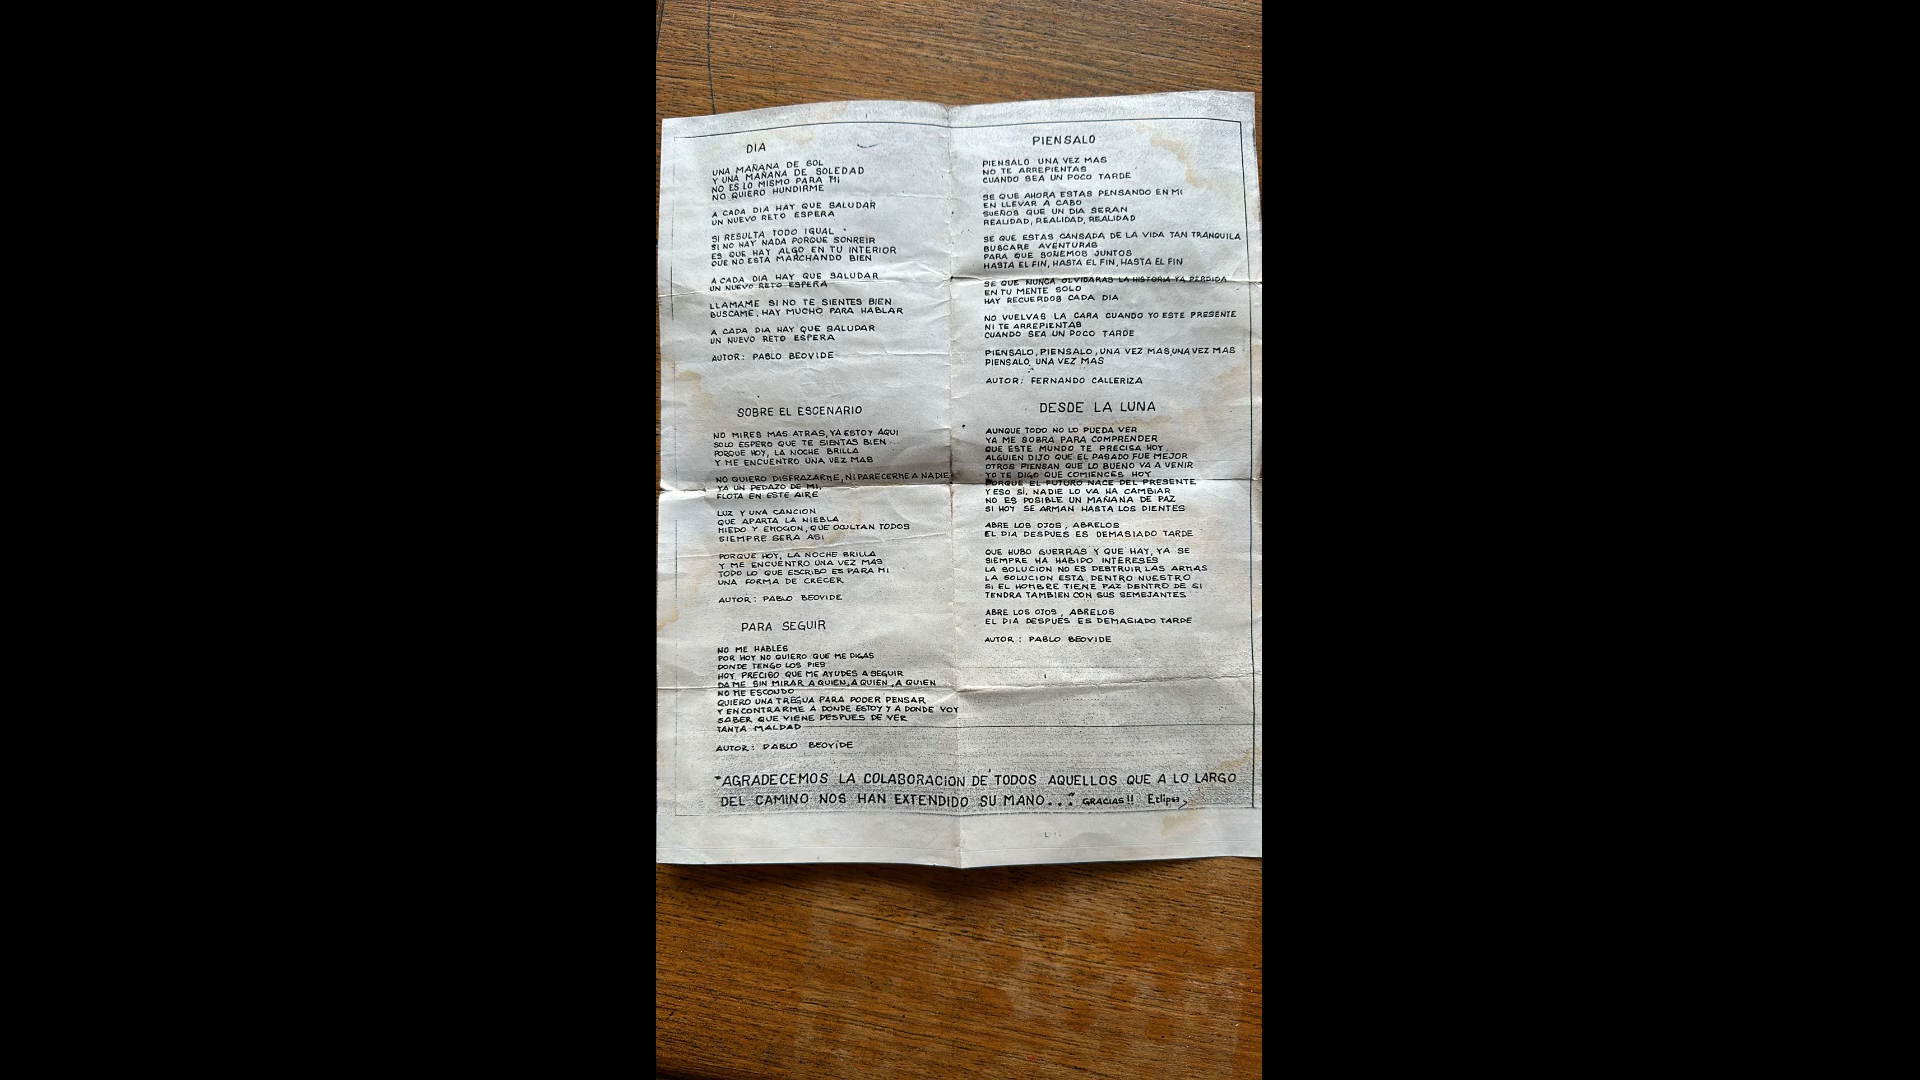 DIA
UNA MAÑANA DE SOL
Y UNA MAÑANA DE SOLEDAD
NO ES LO MISMO PARA MI
NO QUIERO HUNDIRME
A CADA DIA HAY QUE SALUDAR
UN NUEVO RETO ESPERA
SI RESULTA TODO IGUAL
SI NO HAY NADA PORQUE SONREIR
ES QUE HAY ALGO EN TU INTERIOR
QUE NO ESTA MARCHANDO BIEN
A CADA DIA HAY QUE SALUDAR
UN NUEVO RETO ESPERA
LLAMAME SI NO TE SIENTES BIEN
BUSCAME, HAY MUCHO PARA HABLAR
A CADA DIA HAY QUE SALUDAR
UN NUEVO RETO ESPERA
AUTOR: PABLO BEOVIDE
SOBRE EL ESCENARIO
NO MIRES MAS ATRAS, YA ESTOY AQUI
SOLO ESPERO QUE TE SIENTAS BIEN
PORQUE HOY, LA NOCHE BRILLA
Y ME ENCUENTRO UNA VEZ MAS
NO QUIERO DISFRAZARME, NI PARECERME A NADIE
YA UN PEDAZO DE MI,
FLOTA EN ESTE AIRE
LUZ Y UNA CANCION
QUE APARTA LA NIEBLA
MIEDO Y EMOCION, QUE OCULTAN TODOS
SIEMPRE SERA ASI
PORQUE HOY, LA NOCHE BRILLA
Y ME ENCUENTRO UNA VEZ MAS
TODO LO QUE ESCRIBO ES PARA MI
UNA FORMA DE CRECER
AUTOR: PABLO BEOVIDE
PARA SEGUIR
NO ME HABLES
POR HOY NO QUIERO QUE ME DIGAS
DONDE TENGO LOS PIES
HOY, PRECISO QUE ME AYUDES A SEGUIR
DAME SIN MIRAR A QUIEN, A QUIEN, A QUIEN
NO ME ESCONDO
QUIERO UNA TREGUA PARA PODER PENSAR
Y ENCONTRARME A DONDE ESTOY Y A DONDE VOY
SABER QUE VIENE DESPUES DE VER
TANTA MALDAD
AUTOR: PABLO BEOVIDE
PIENSALO
PIENSALO UNA VEZ MAS
NO TE ARREPIENTAS
CUANDO SEA UN POCO TARDE
SE QUE AHORA ESTAS PENSANDO EN MI
EN LLEVAR A CABO
SUEÑOS QUE UN DIA SERAN
REALIDAD, REALIDAD, REALIDAD
SE QUE ESTAS CANSADA DE LA VIDA TAN TRANQUILA
BUSCARE AVENTURAS
PARA QUE SOÑEMOS JUNTOS
HASTA EL FIN, HASTA EL FIN, HASTA EL FIN
SE QUE NUNCA OLVIDARAS LA HISTORIA YA PERDIDA
EN TU MENTE SOLO
HAY RECUERDOS CADA DIA
NO VUELVAS LA CARA CUANDO YO ESTE PRESENTE
NI TE ARREPIENTAS
CUANDO SEA UN POCO TARDE
PIENSALO, PIENSALO, UNA VEZ MAS, UNA VEZ MAS
PIENSALO, UNA VEZ MAS
AUTOR: FERNANDO CALLERIZA
DESDE LA LUNA
AUNQUE TODO NO LO PUEDA VER
YA ME SOBRA PARA COMPRENDER
QUE ESTE MUNDO TE PRECISA HOY
ALGUIEN DIJO QUE EL PASADO FUE MEJOR
OTROS PIENSAN QUE LO BUENO VA A VENIR
YO TE DIGO QUE COMIENCES HOY
PORQUE EL FUTURO NACE DEL PRESENTE
Y ESO SI, NADIE LO VA HA CAMBIAR
NO ES POSIBLE UN MAÑANA DE PAZ
SI HOY SE ARMAN HASTA LOS DIENTES
ABRE LOS OJOS, ABRELOS
EL DIA DESPUES ES DEMASIADO TARDE
QUE HUBO GUERRAS Y QUE HAY, YA SE
SIEMPRE HA HABIDO INTERESES
LA SOLUCION NO ES DESTRUIR LAS ARMAS
LA SOLUCION ESTA DENTRO NUESTRO
SI EL HOMBRE TIENE PAZ DENTRO DE SI
TENDRA TAMBIEN CON SUS SEMEJANTES
ABRE LOS OJOS, ABRELOS
EL DIA DESPUES ES DEMASIADO TARDE
AUTOR: PABLO BEOVIDE
"AGRADECEMOS LA COLABORACION DE TODOS AQUELLOS QUE A LO LARGO
DEL CAMINO NOS HAN EXTENDIDO SU MANO..." GRACIAS!! Eclipse